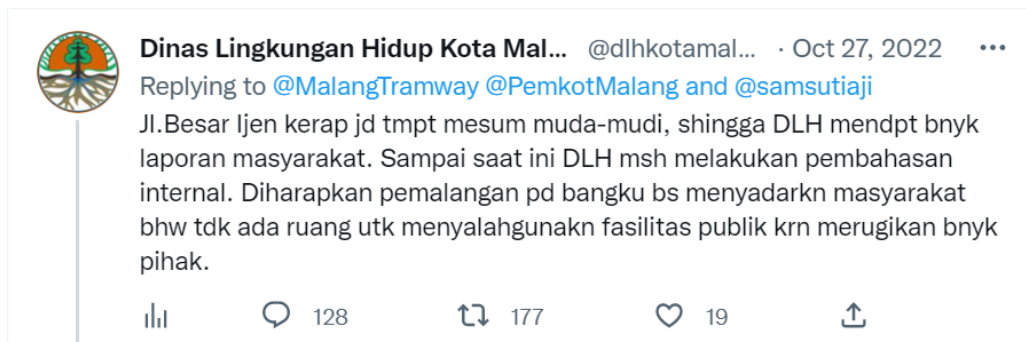 Dinas Lingkungan Hidup Kota Mal... @dlhkotamal... · Oct 27, 2022 ...
Replying to @MalangTramway @PemkotMalang and @samsutiaji
Jl.Besar Ijen kerap jd tmpt mesum muda-mudi, shingga DLH mendpt bnyk
laporan masyarakat. Sampai saat ini DLH msh melakukan pembahasan
internal. Diharapkan pemalangan pd bangku bs menyadarkn masyarakat
bhw tdk ada ruang utk menyalahgunakn fasilitas publik krn merugikan bnyk
pihak.
128 177 19